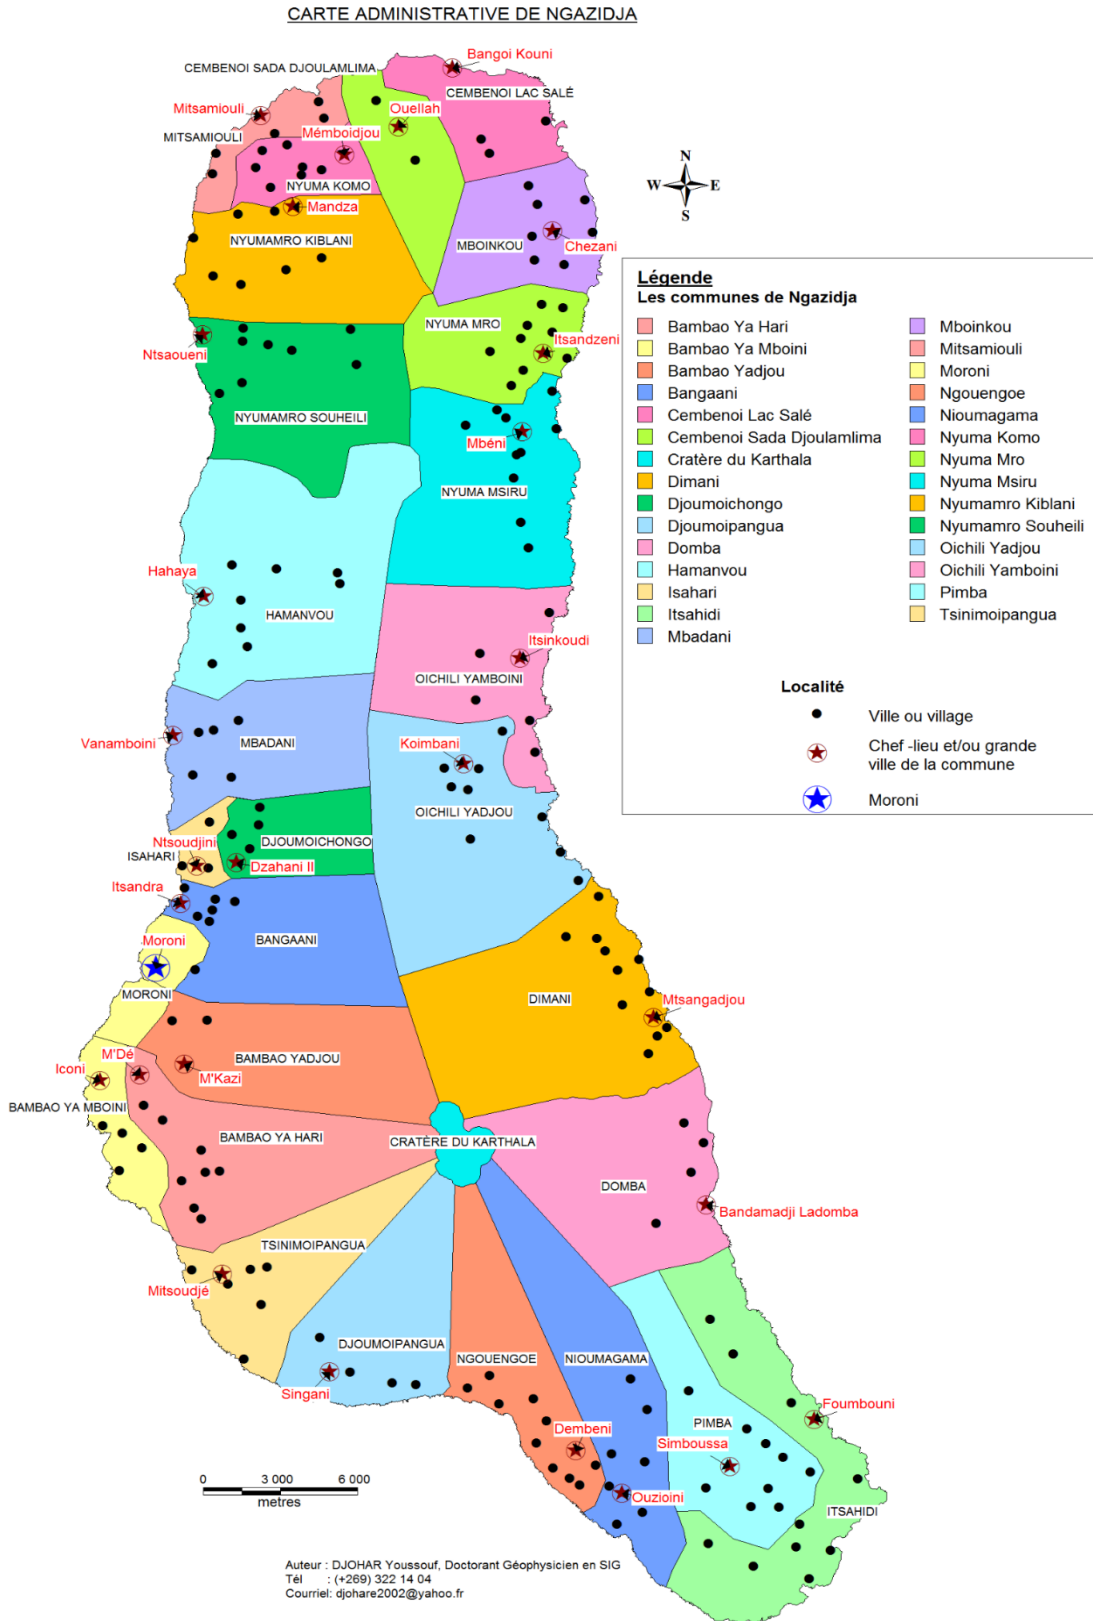 CARTE ADMINISTRATIVE DE NGAZIDJA
Bangoi Kouni
CEMBENOI SADA DJOULAMLIMA
CEMBENOI LAC SALÉ
Mitsamiouli
Ouellah
MITSAMIOULI
Mémboidjou
NYUMA KOMO
Mandza
NYUMAMRO KIBLANI
MBOINKOU
Chezani
N
W
E
S
NYUMA MRO
Itsandzeni
Ntsaoueni
NYUMAMRO SOUHEILI
Mbéni
NYUMA MSIRU
Hahaya
HAMANVOU
Itsinkoudi
OICHILI YAMBOINI
Vanamboini
MBADANI
Koimbani
OICHILI YADJOU
Ntsoudjini
ISAHARI
DJOUMOICHONGO
Dzahani II
Itsandra
BANGAANI
Moroni
MORONI
DIMANI
Mtsangadjou
M'Dé
Iconi
M'Kazi
BAMBAO YADJOU
BAMBAO YA MBOINI
BAMBAO YA HARI
CRATÈRE DU KARTHALA
DOMBA
Bandamadji Ladomba
TSINIMOIPANGUA
Mitsoudjé
DJOUMOIPANGUA
Singani
NGOUENGOE
NIOUMAGAMA
Dembeni
Ouzioini
PIMBA
Simboussa
Foumbouni
ITSAHIDI
Légende
Les communes de Ngazidja
Bambao Ya Hari
Bambao Ya Mboini
Bambao Yadjou
Bangaani
Cembenoi Lac Salé
Cembenoi Sada Djoulamlima
Cratère du Karthala
Dimani
Djoumoichongo
Djoumoipangua
Domba
Hamanvou
Isahari
Itsahidi
Mbadani
Mboinkou
Mitsamiouli
Moroni
Ngouengoe
Nioumagama
Nyuma Komo
Nyuma Mro
Nyuma Msiru
Nyumamro Kiblani
Nyumamro Souheili
Oichili Yadjou
Oichili Yamboini
Pimba
Tsinimoipangua
Localité
Ville ou village
Chef -lieu et/ou grande
ville de la commune
Moroni
0 3 000 6 000
metres
Auteur : DJOHAR Youssouf, Doctorant Géophysicien en SIG
Tél : (+269) 322 14 04
Courriel: djohare2002@yahoo.fr